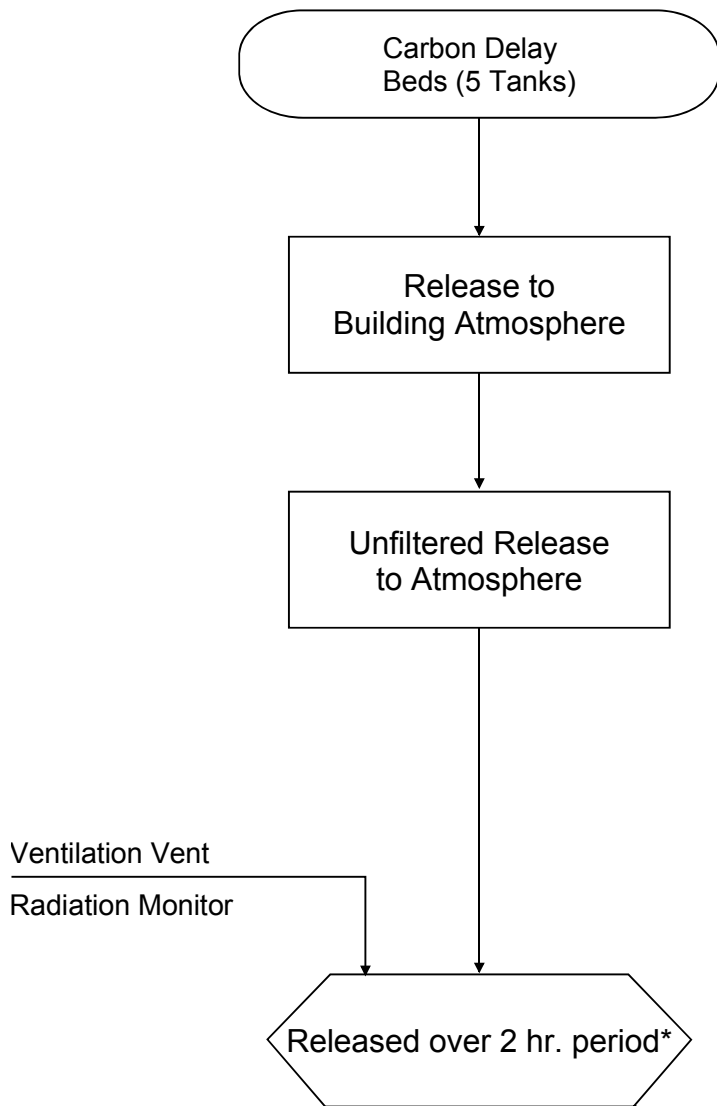 Carbon Delay
Beds (5 Tanks)
Release to
Building Atmosphere
Unfiltered Release
to Atmosphere
Ventilation Vent
Radiation Monitor
Released over 2 hr. period*